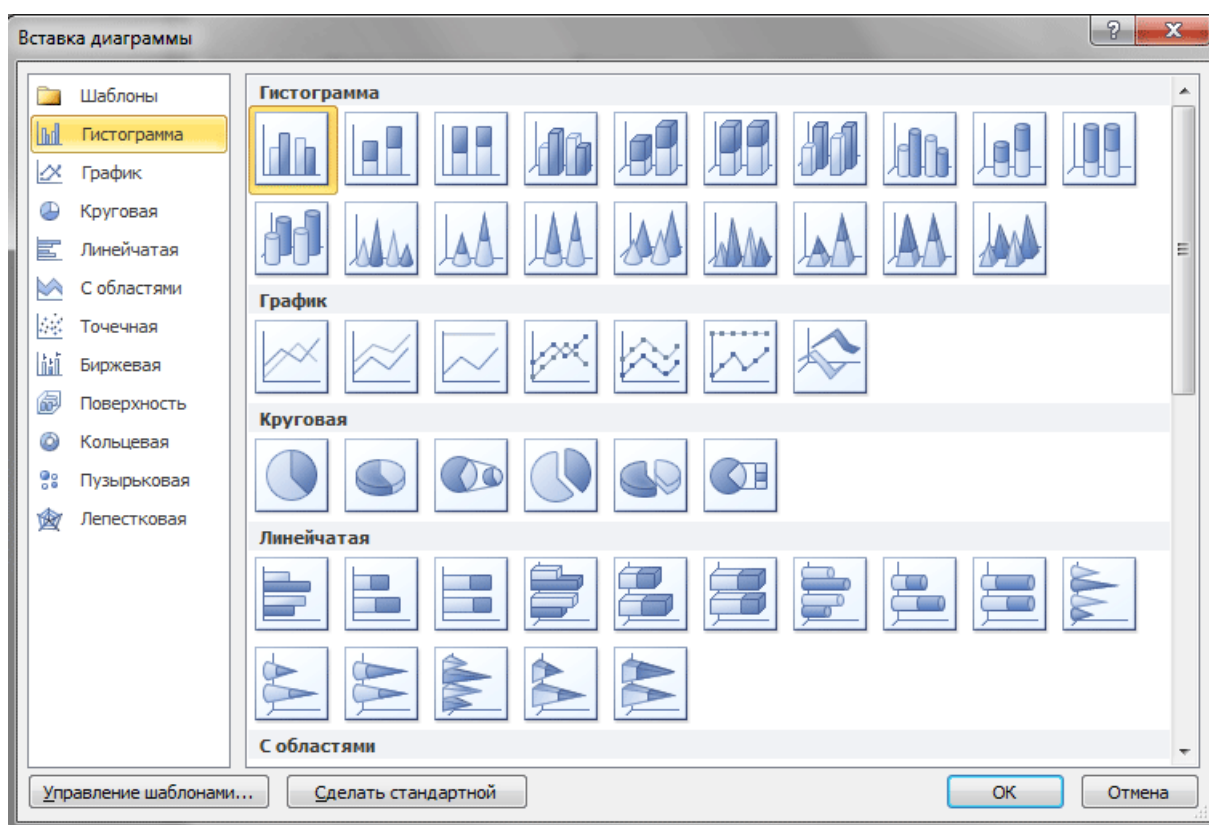 Вставка диаграммы
Шаблоны
Гистограмма
График
Круговая
Линейчатая
С областями
Точечная
Биржевая
Поверхность
Кольцевая
Пузырьковая
Лепестковая
Гистограмма
График
Круговая
Линейчатая
С областями
Управление шаблонами...
Сделать стандартной
ОК
Отмена